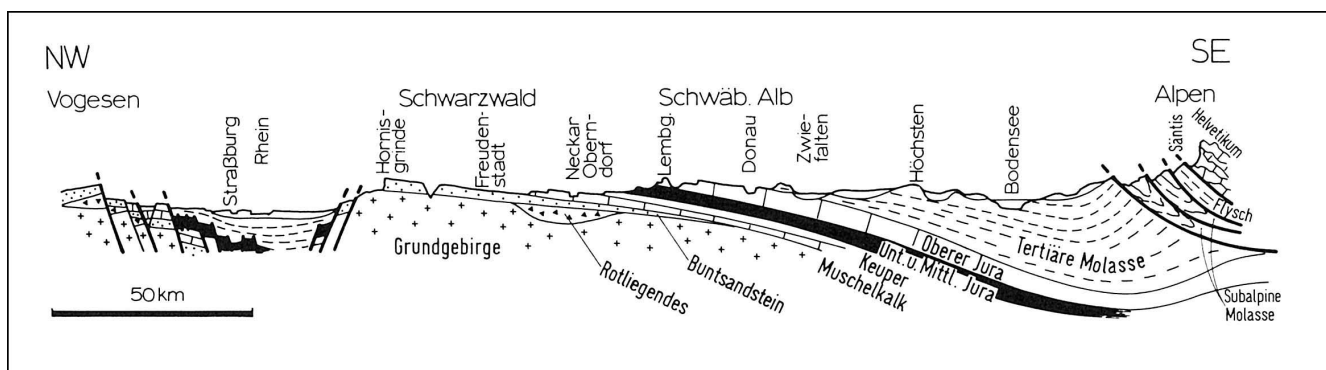 NW
SE
Vogesen
Schwarzwald
Schwäb. Alb
Alpen
Straßburg
Rhein
Hornis-
grinde
Freuden-
stadt
Neckar
Obern-
dorf
Lembg.
Donau
Zwie-
falten
Höchsten
Bodensee
Säntis
Helvetikum
Flysch
Grundgebirge
Rotliegendes
Buntsandstein
Muschelkalk
Keuper
Unt. u. Mittl. Jura
Oberer Jura
Tertiäre Molasse
Subalpine
Molasse
50 km